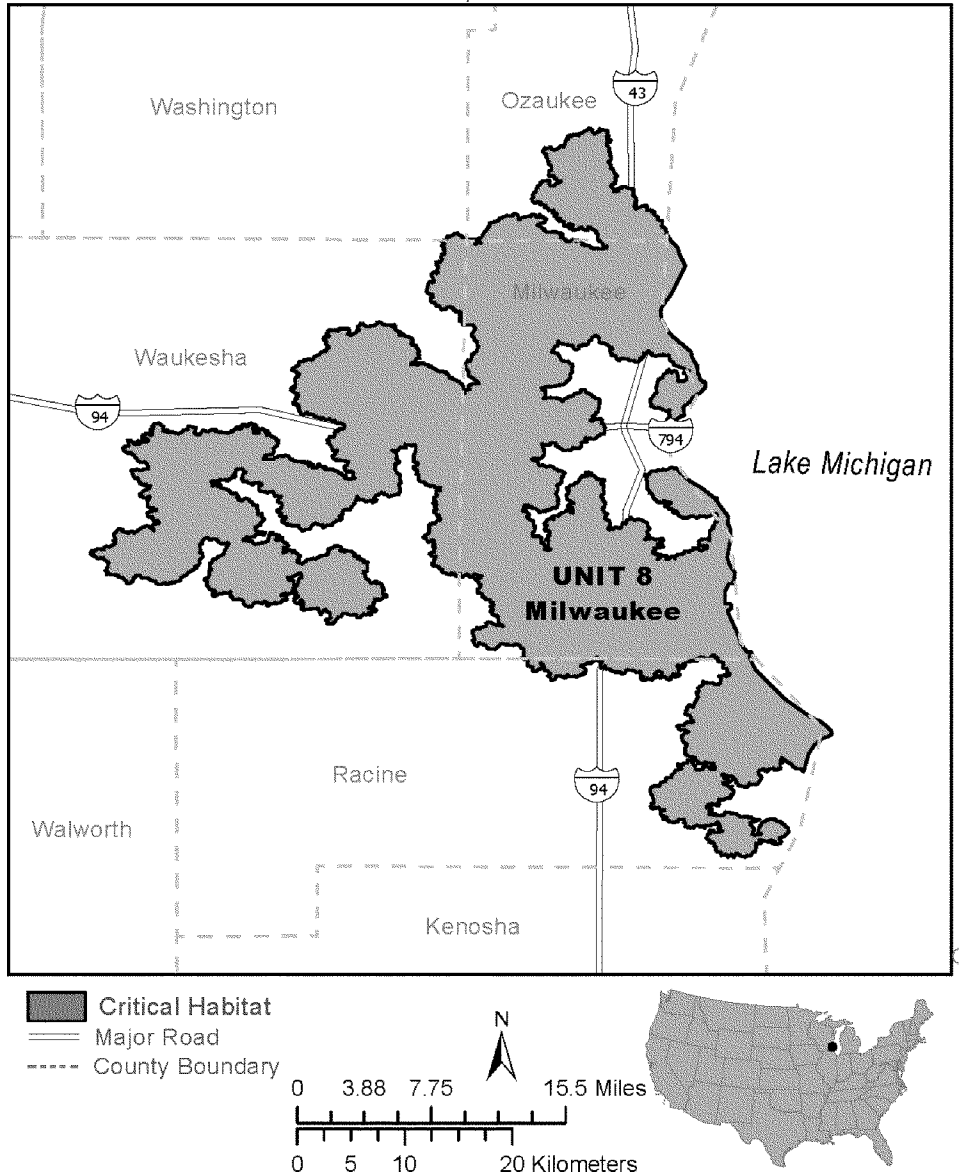 Washington
Ozaukee
43
Milwaukee
Waukesha
94
794
Lake Michigan
UNIT 8
Milwaukee
Racine
94
Walworth
Kenosha
Critical Habitat
Major Road
County Boundary
N
0 3.88 7.75 15.5 Miles
0 5 10 20 Kilometers